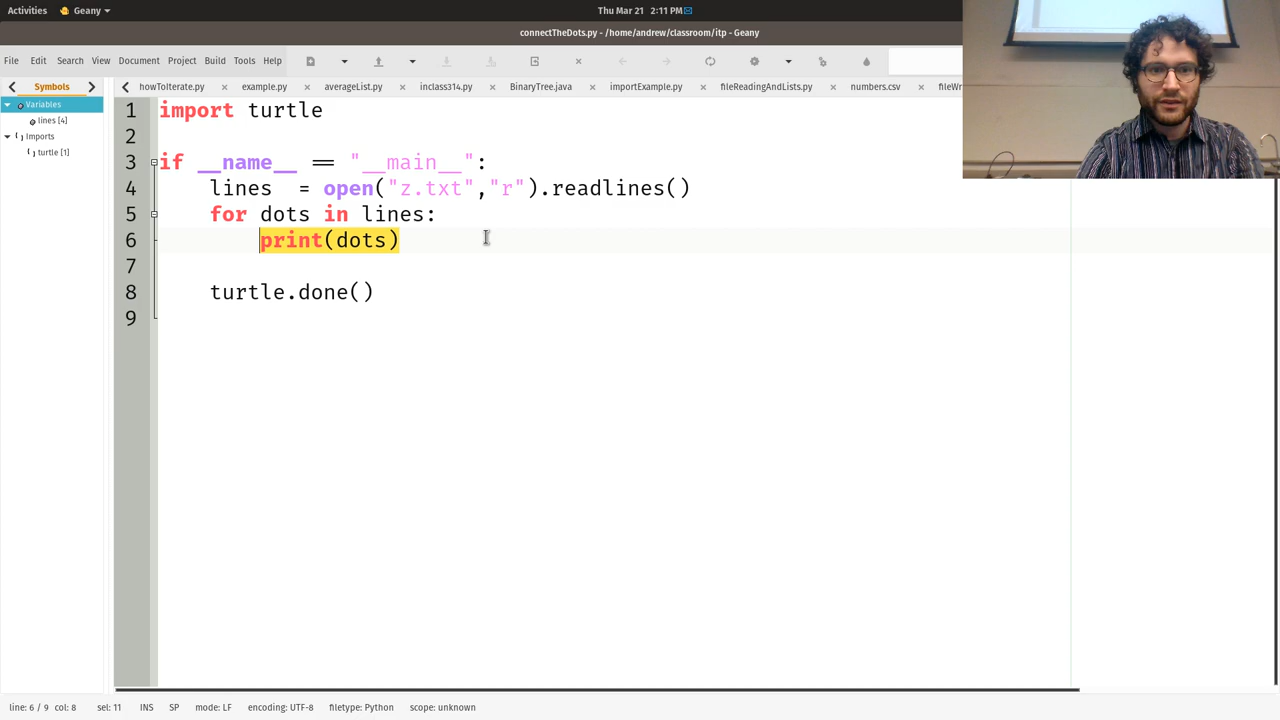 Activities Geany Thu Mar 21 2:11 PM
connectTheDots.py - /home/andrew/classroom/itp - Geany
File Edit Search View Document Project Build Tools Help
Symbols howToIterate.py example.py averageList.py inclass314.py BinaryTree.java importExample.py fileReadingAndLists.py numbers.csv fileWr
Variables
lines [4]
Imports
turtle [1]
1 import turtle
2
3 if __name__ == "__main__":
4 lines = open("z.txt","r").readlines()
5 for dots in lines:
6 print(dots)
7
8 turtle.done()
9
line: 6 / 9 col: 8 sel: 11 INS SP mode: LF encoding: UTF-8 filetype: Python scope: unknown